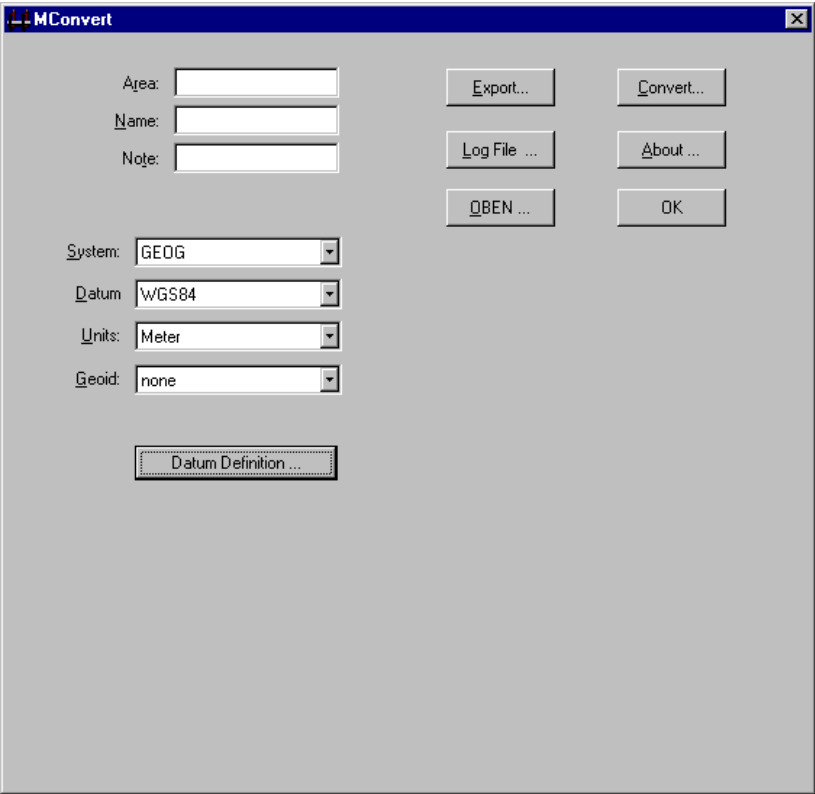 MConvert
Area:
Name:
Note:
Export...
Convert...
Log File ...
About ...
OBEN ...
OK
System: GEOG
Datum WGS84
Units: Meter
Geoid: none
Datum Definition ...